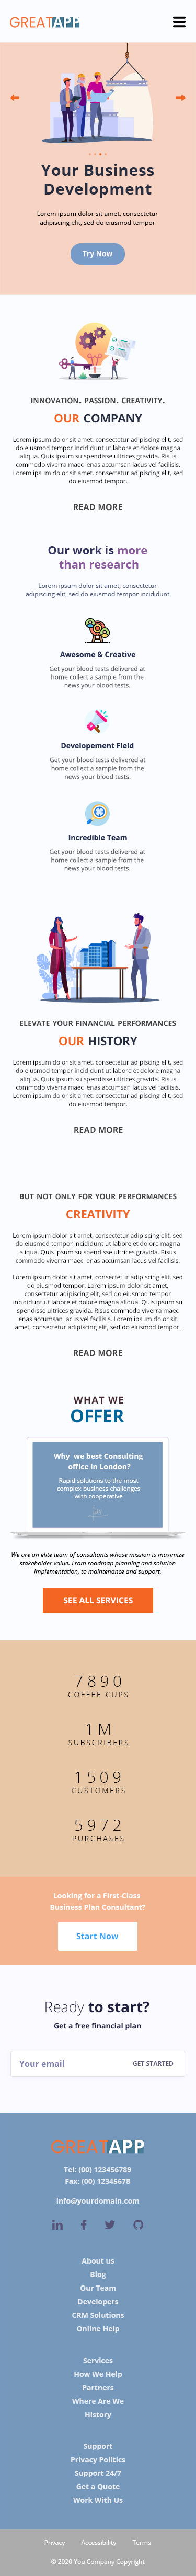 GREATAPP
Your Business
Development
Lorem ipsum dolor sit amet, consectetur
adipiscing elit, sed do eiusmod tempor
Try Now
INNOVATION. PASSION. CREATIVITY.
OUR COMPANY
Lorem ipsum dolor sit amet, consectetur adipiscing elit, sed
do eiusmod tempor incididunt ut labore et dolore magna
aliqua. Quis ipsum su spendisse ultrices gravida. Risus
commodo viverra maec enas accumsan lacus vel facilisis.
Lorem ipsum dolor sit amet, consectetur adipiscing elit, sed
do eiusmod tempor.
READ MORE
Our work is more
than research
Lorem ipsum dolor sit amet, consectetur
adipiscing elit, sed do eiusmod tempor incididunt
Awesome & Creative
Get your blood tests delivered at
home collect a sample from the
news your blood tests.
Developement Field
Get your blood tests delivered at
home collect a sample from the
news your blood tests.
Incredible Team
Get your blood tests delivered at
home collect a sample from the
news your blood tests.
ELEVATE YOUR FINANCIAL PERFORMANCES
OUR HISTORY
Lorem ipsum dolor sit amet, consectetur adipiscing elit, sed
do eiusmod tempor incididunt ut labore et dolore magna
aliqua. Quis ipsum su spendisse ultrices gravida. Risus
commodo viverra maec enas accumsan lacus vel facilisis.
Lorem ipsum dolor sit amet, consectetur adipiscing elit, sed
do eiusmod tempor.
READ MORE
BUT NOT ONLY FOR YOUR PERFORMANCES
CREATIVITY
Lorem ipsum dolor sit amet, consectetur adipiscing elit, sed
do eiusmod tempor incididunt ut labore et dolore magna
aliqua. Quis ipsum su spendisse ultrices gravida. Risus
commodo viverra maec enas accumsan lacus vel facilisis.
Lorem ipsum dolor sit amet, consectetur adipiscing elit, sed
do eiusmod tempor. Lorem ipsum dolor sit amet,
consectetur adipiscing elit, sed do eiusmod tempor
incididunt ut labore et dolore magna aliqua. Quis ipsum su
spendisse ultrices gravida. Risus commodo viverra maec
enas accumsan lacus vel facilisis. Lorem ipsum dolor sit
amet, consectetur adipiscing elit, sed do eiusmod tempor.
READ MORE
WHAT WE
OFFER
Why we best Consulting
office in London?
Rapid solutions to the most
complex business challenges
with cooperative
We are an elite team of consultants whose mission is maximize
stakeholder value. From roadmap planning and solution
implementation, to maintenance and support.
SEE ALL SERVICES
7890
COFFEE CUPS
1M
SUBSCRIBERS
1509
CUSTOMERS
5972
PURCHASES
Looking for a First-Class
Business Plan Consultant?
Start Now
Ready to start?
Get a free financial plan
Your email GET STARTED
GREATAPP
Tel: (00) 123456789
Fax: (00) 12345678
info@yourdomain.com
About us
Blog
Our Team
Developers
CRM Solutions
Online Help
Services
How We Help
Partners
Where Are We
History
Support
Privacy Politics
Support 24/7
Get a Quote
Work With Us
Privacy Accessibility Terms
© 2020 You Company Copyright